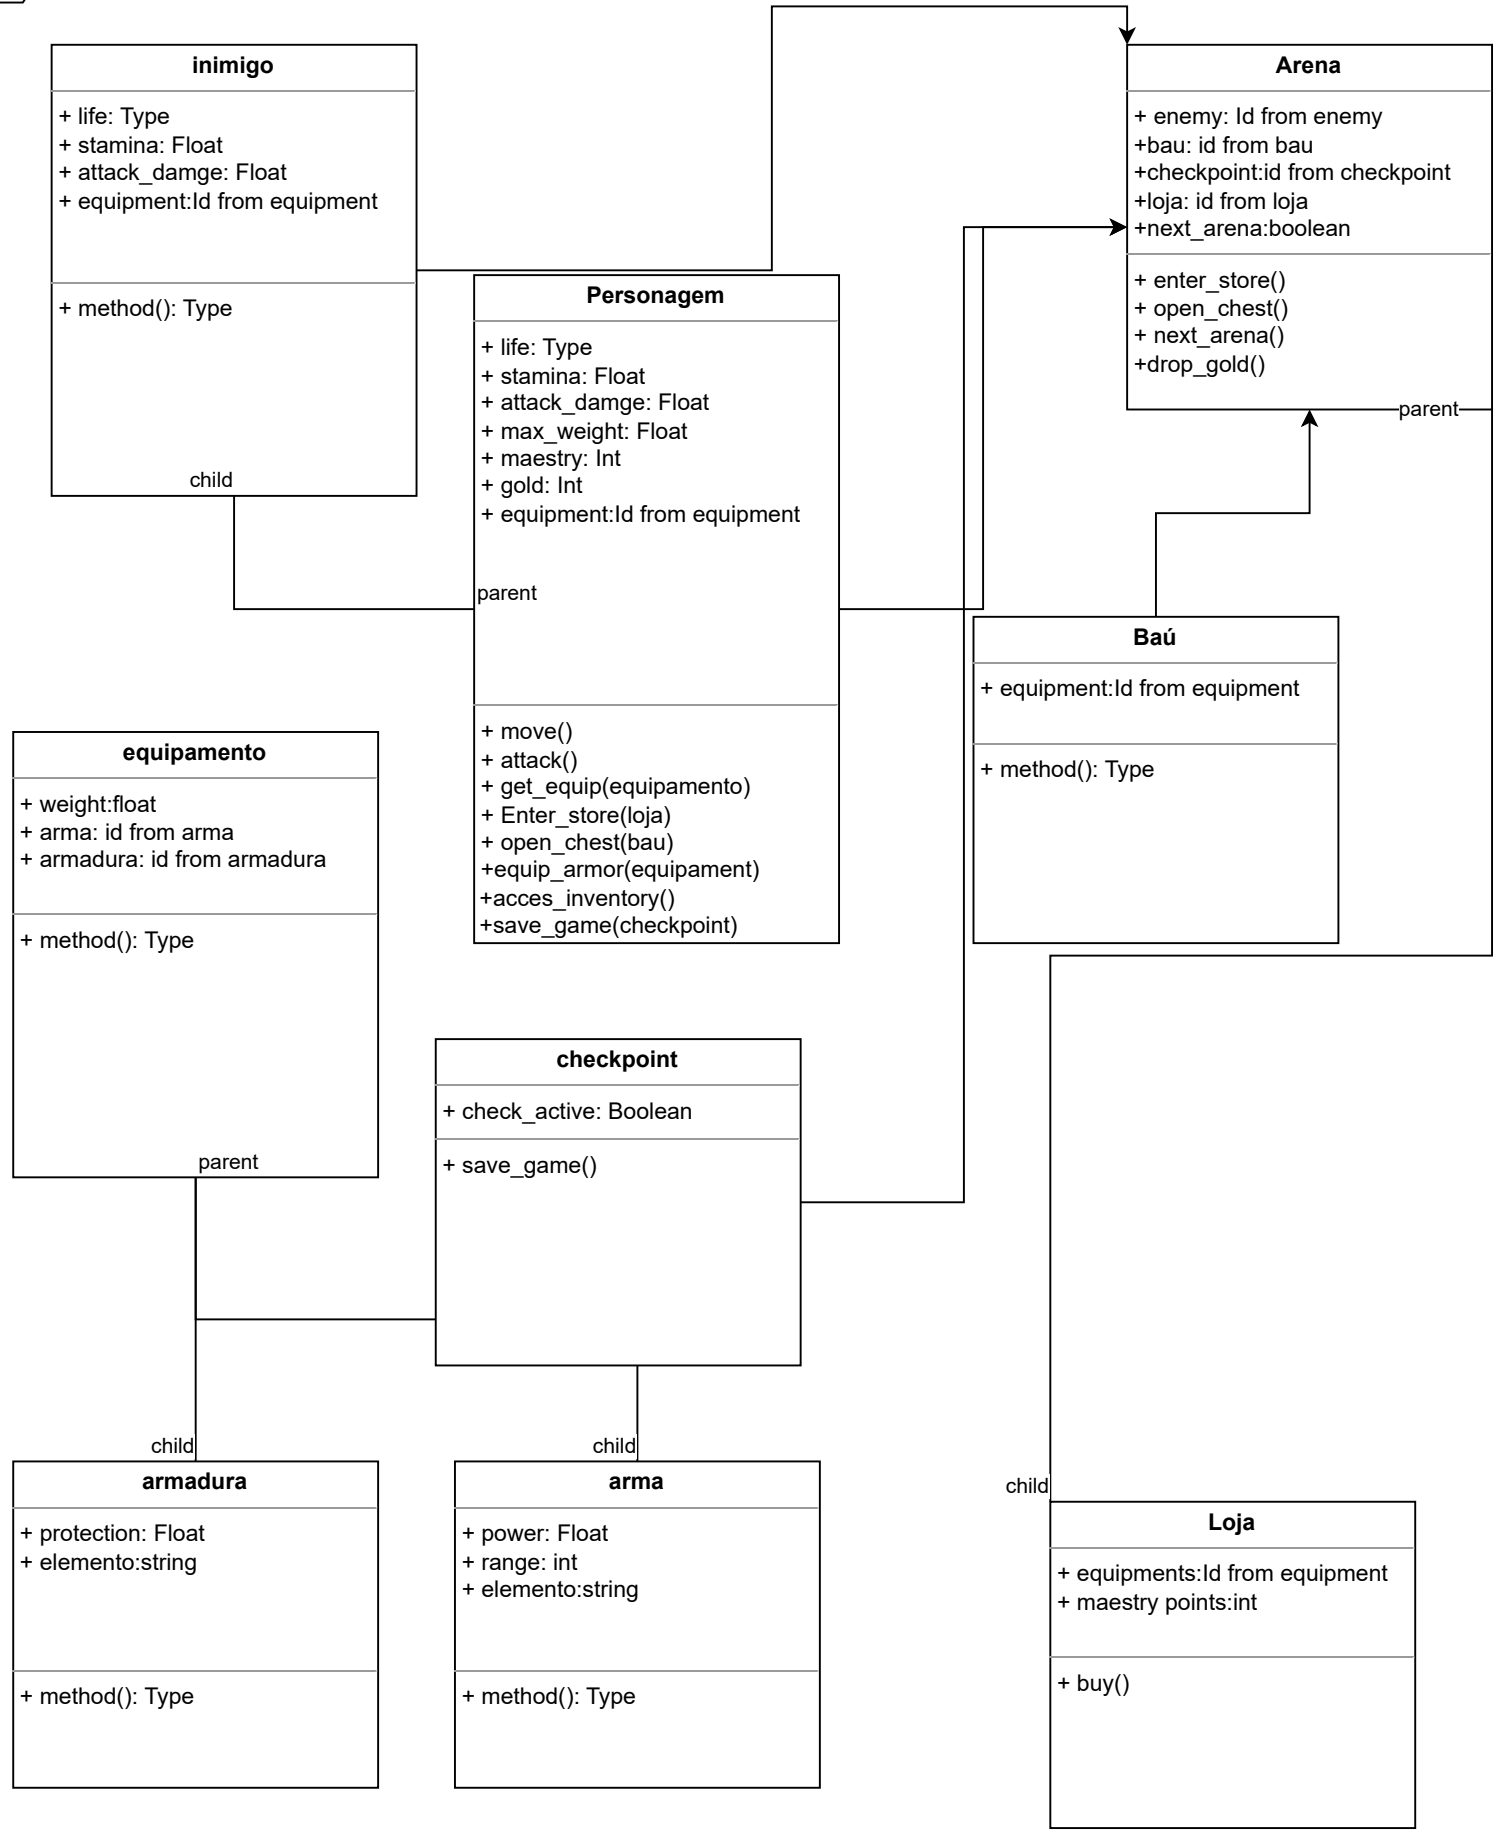 inimigo
+ life: Type
+ stamina: Float
+ attack_damge: Float
+ equipment:Id from equipment
+ method(): Type
child
Arena
+ enemy: Id from enemy
+bau: id from bau
+checkpoint:id from checkpoint
+loja: id from loja
+next_arena:boolean
+ enter_store()
+ open_chest()
+ next_arena()
+drop_gold()
parent
Personagem
+ life: Type
+ stamina: Float
+ attack_damge: Float
+ max_weight: Float
+ maestry: Int
+ gold: Int
+ equipment:Id from equipment
parent
+ move()
+ attack()
+ get_equip(equipamento)
+ Enter_store(loja)
+ open_chest(bau)
+equip_armor(equipament)
+acces_inventory()
+save_game(checkpoint)
Baú
+ equipment:Id from equipment
+ method(): Type
equipamento
+ weight:float
+ arma: id from arma
+ armadura: id from armadura
+ method(): Type
parent
checkpoint
+ check_active: Boolean
+ save_game()
child
armadura
+ protection: Float
+ elemento:string
+ method(): Type
child
arma
+ power: Float
+ range: int
+ elemento:string
+ method(): Type
child
Loja
+ equipments:Id from equipment
+ maestry points:int
+ buy()